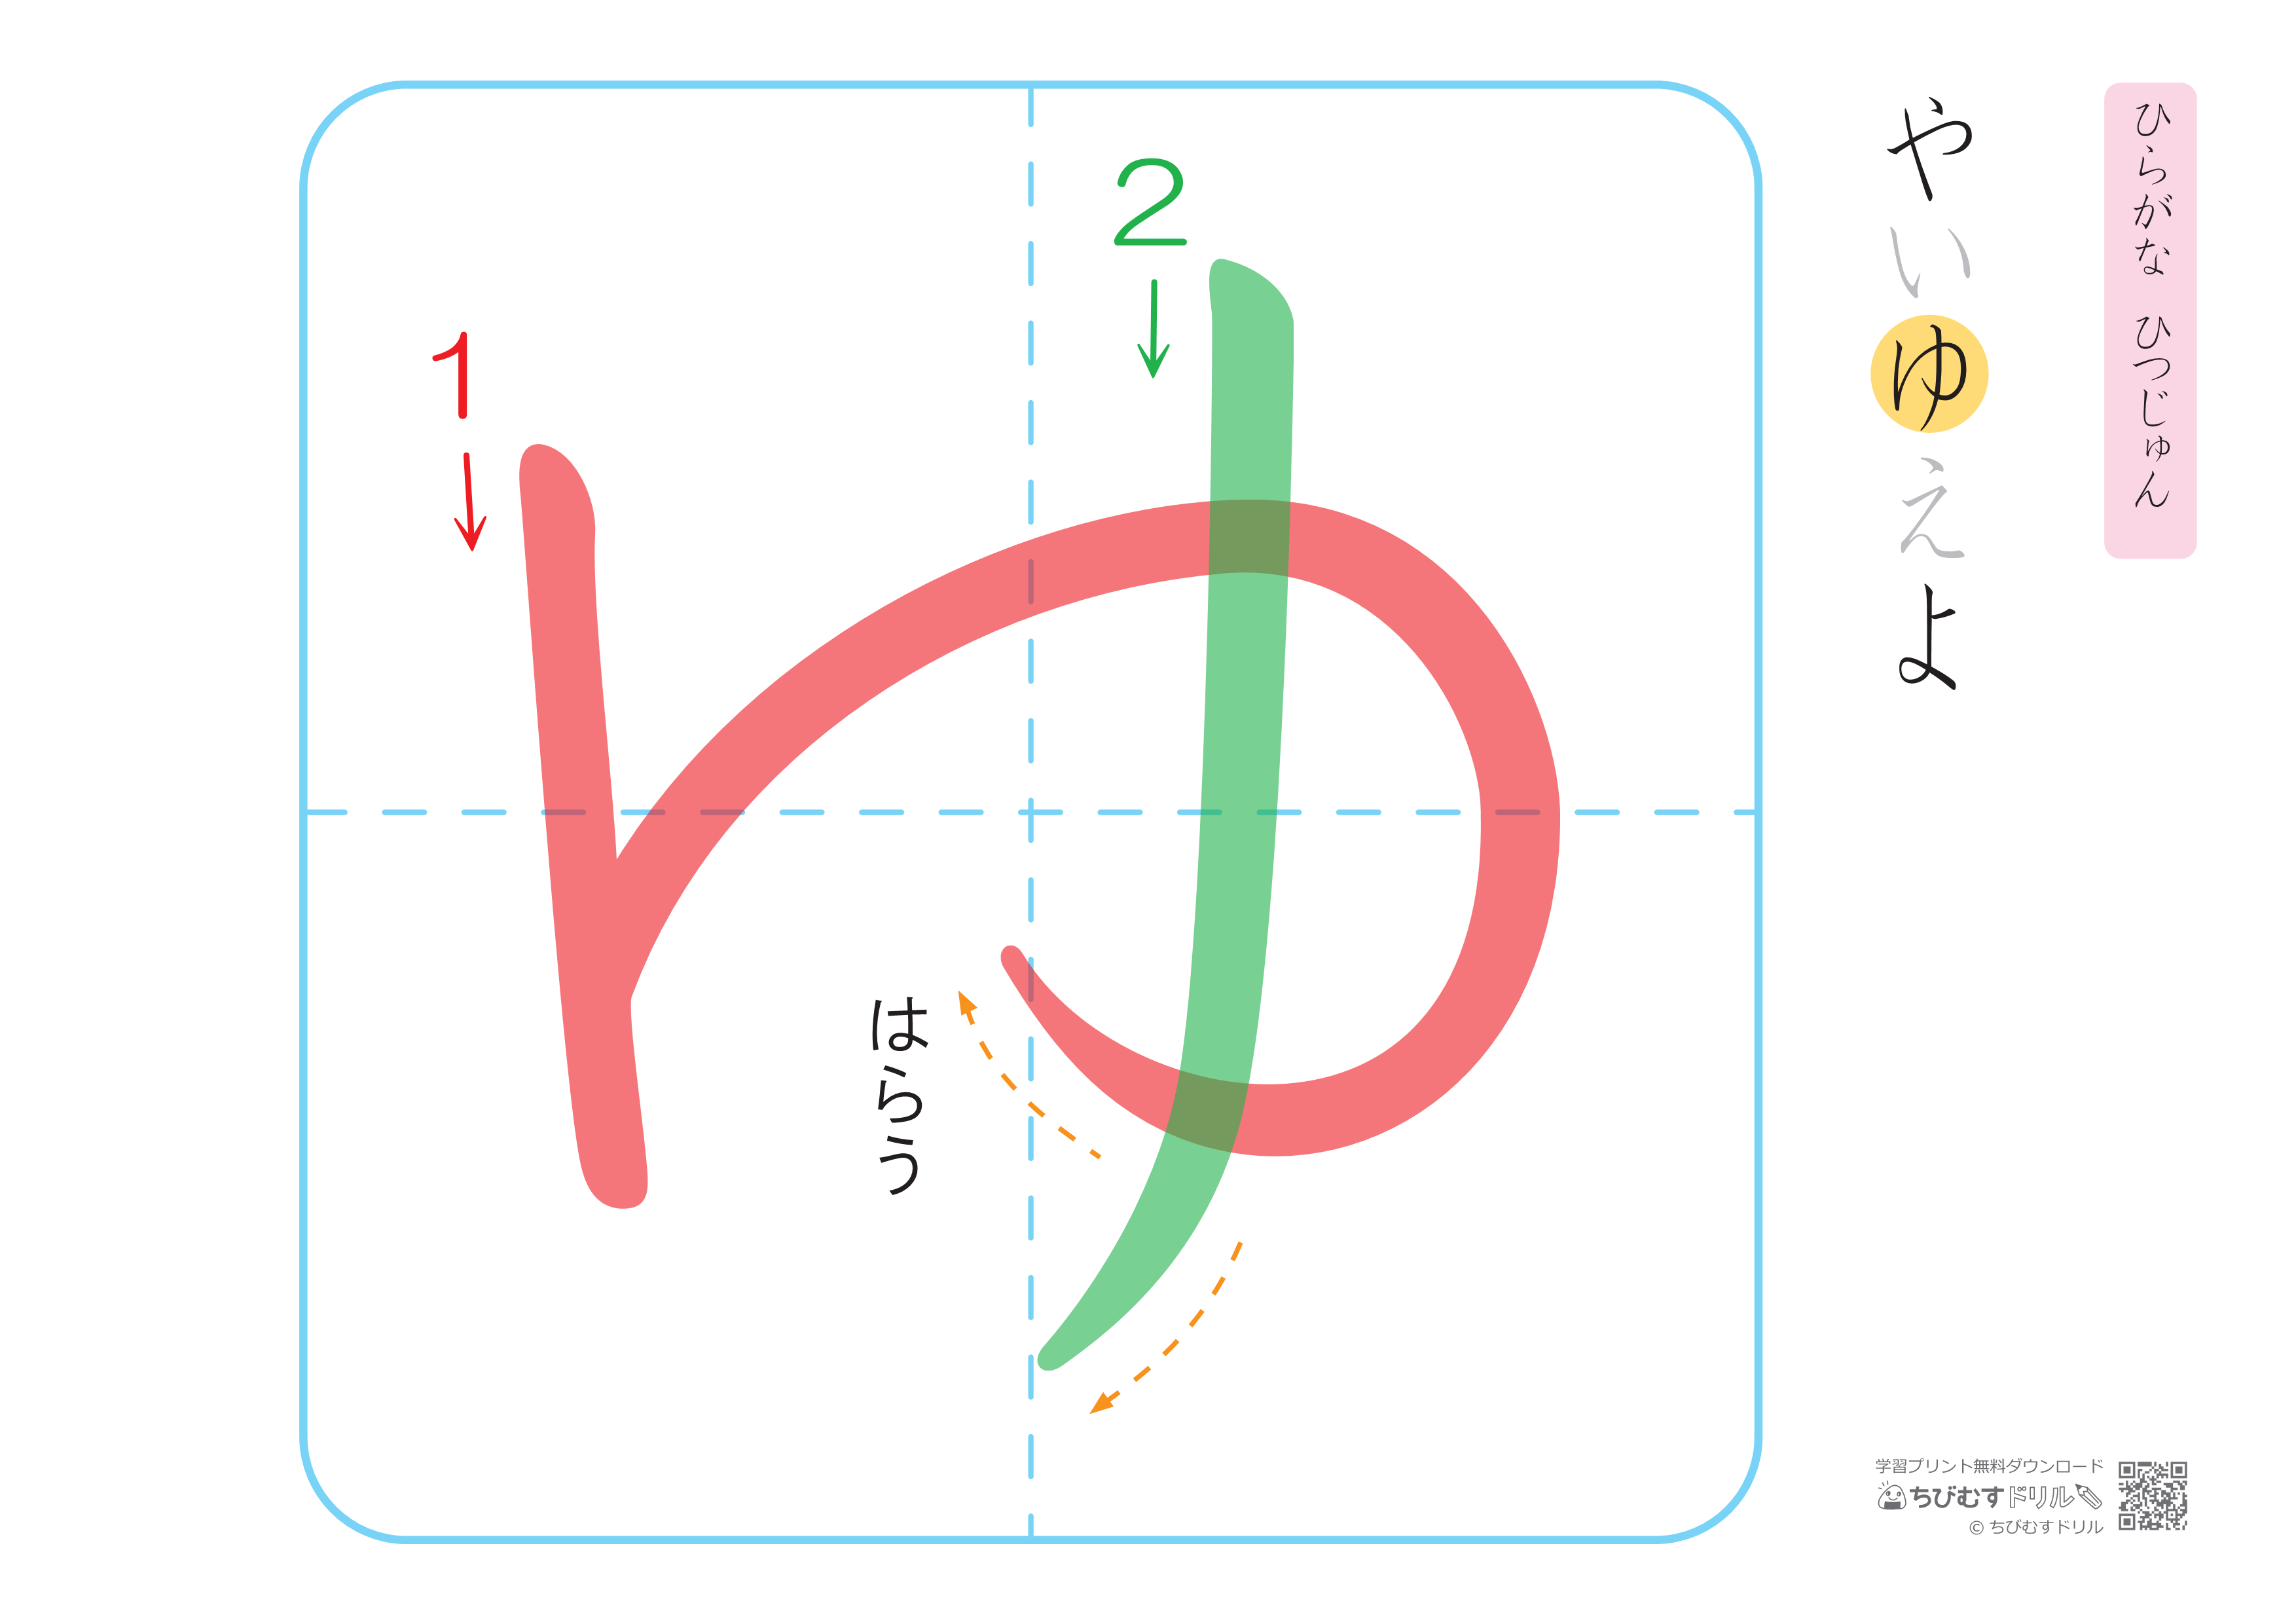 ひらがな ひつじゅん
やいゆえよ
1
2
ゆ
はらう
学習プリント無料ダウンロード
ちびむすドリル
© ちびむすドリル